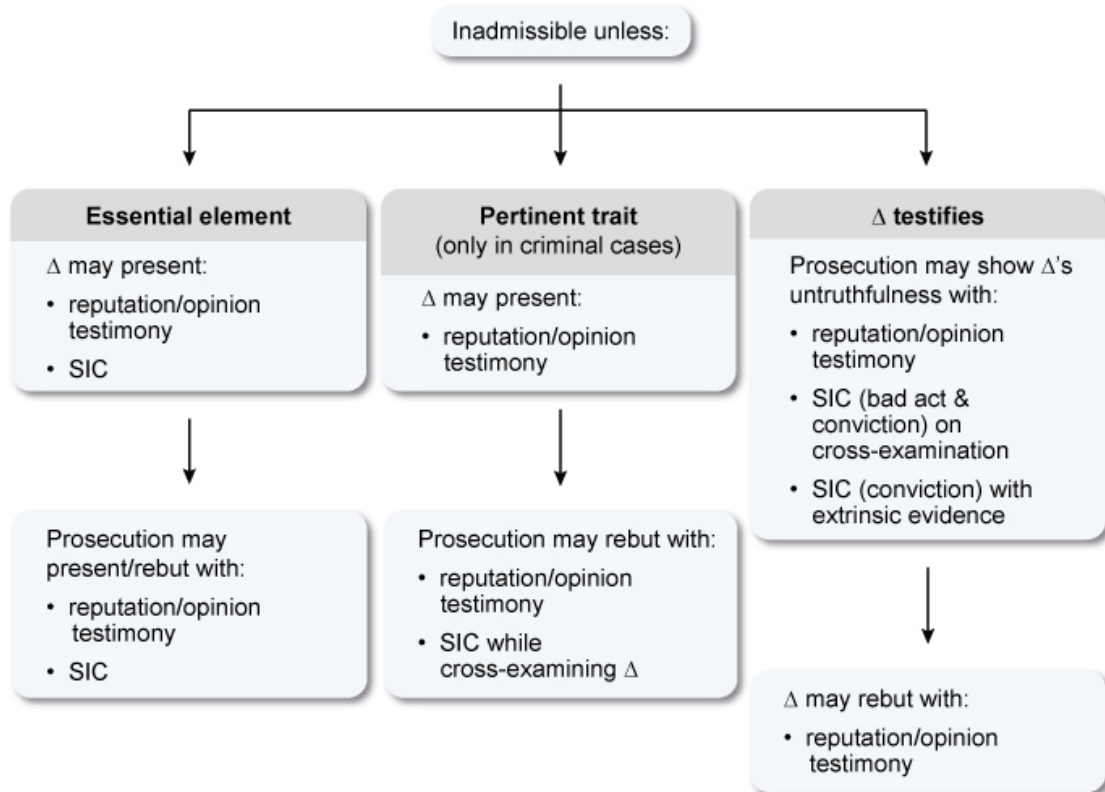 Inadmissible unless:
Essential element
Δ may present:
• reputation/opinion
testimony
• SIC
Prosecution may
present/rebut with:
• reputation/opinion
testimony
• SIC
Pertinent trait
(only in criminal cases)
Δ may present:
• reputation/opinion
testimony
Prosecution may rebut with:
• reputation/opinion
testimony
• SIC while
cross-examining Δ
Δ testifies
Prosecution may show Δ's
untruthfulness with:
• reputation/opinion
testimony
• SIC (bad act &
conviction) on
cross-examination
• SIC (conviction) with
extrinsic evidence
Δ may rebut with:
• reputation/opinion
testimony